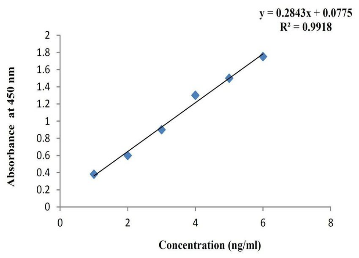 y = 0.2843x + 0.0775
R² = 0.9918
2
1.8
1.6
1.4
1.2
1
0.8
0.6
0.4
0.2
0
0 2 4 6 8
Absorbance at 450 nm
Concentration (ng/ml)